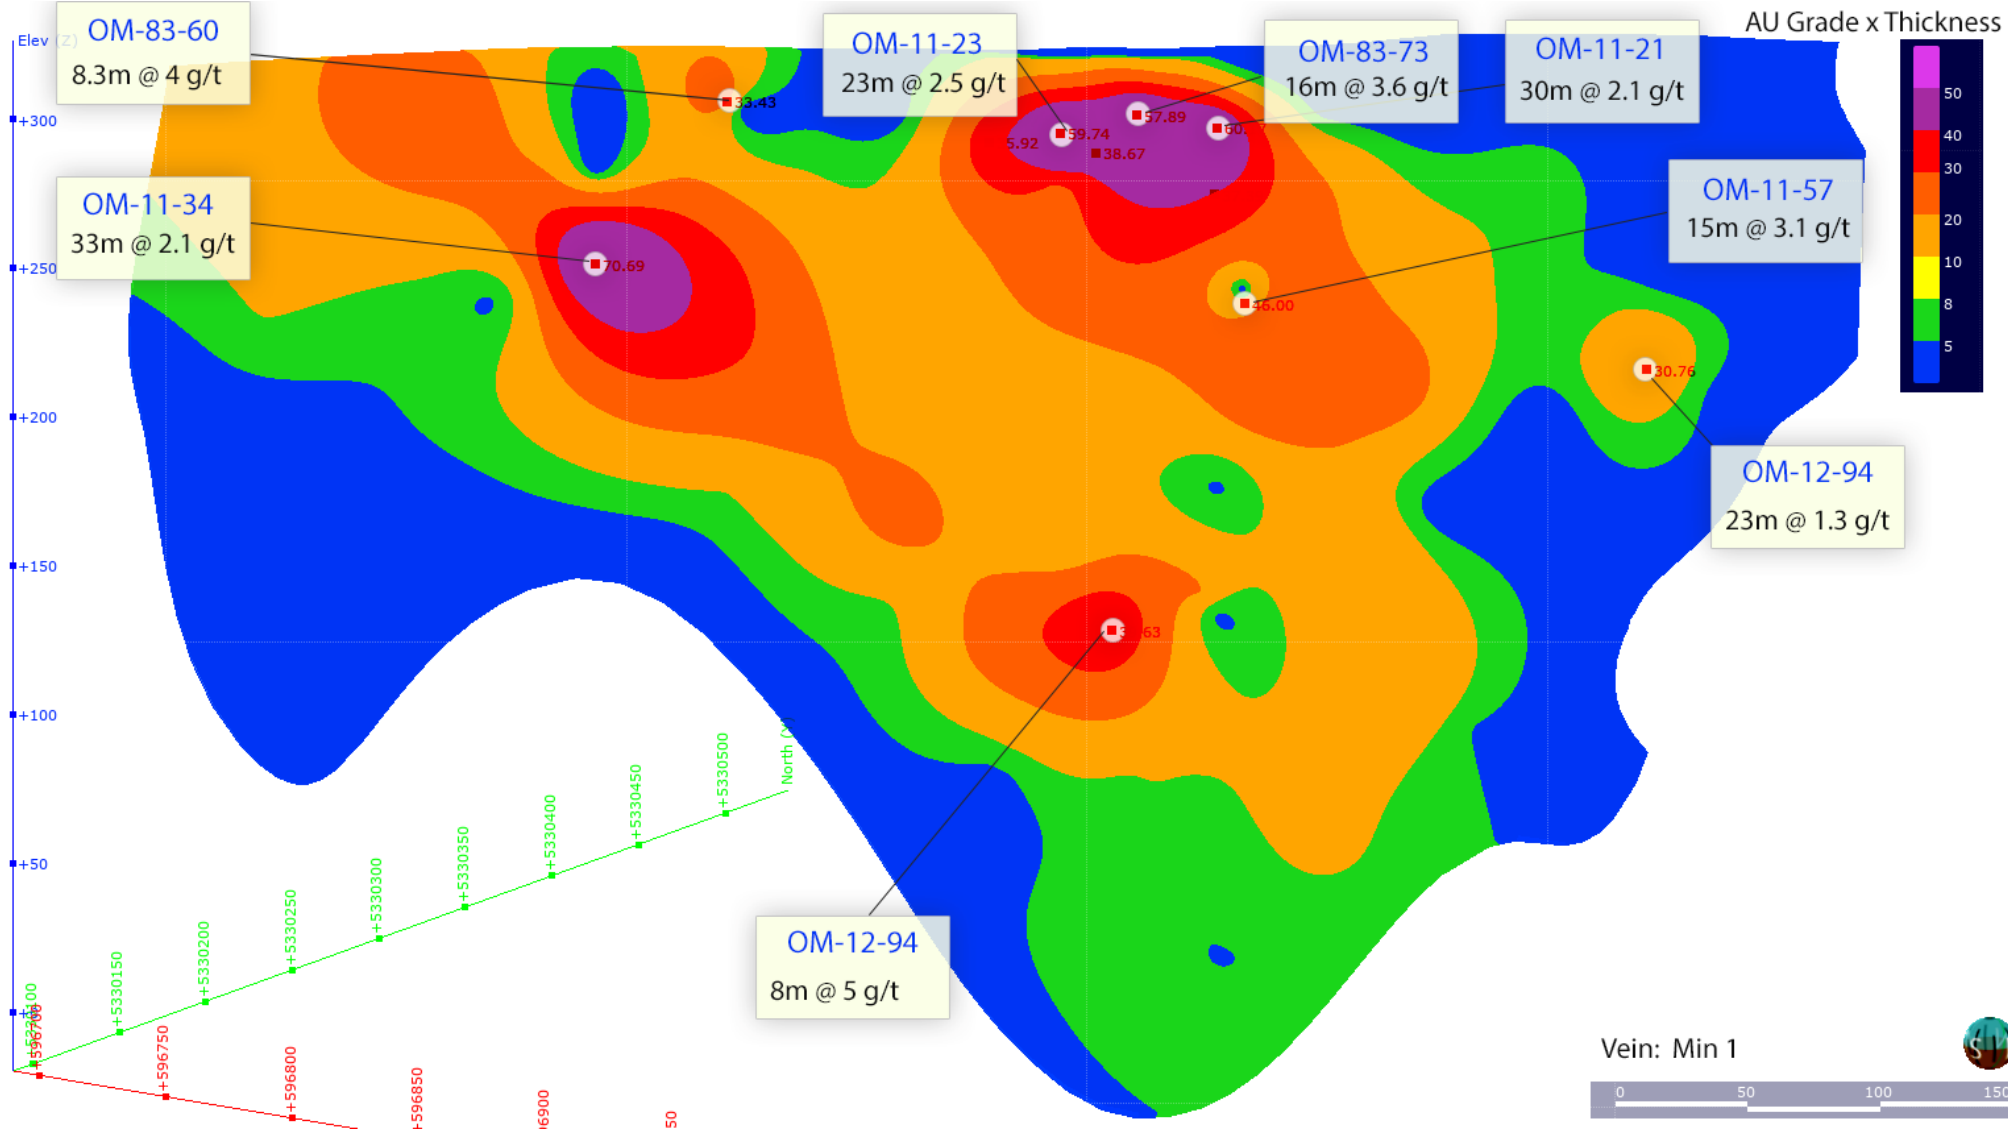 AU Grade x Thickness
50
40
30
20
10
8
5
OM-83-60
8.3m @ 4 g/t
OM-11-23
23m @ 2.5 g/t
OM-83-73
16m @ 3.6 g/t
OM-11-21
30m @ 2.1 g/t
OM-11-34
33m @ 2.1 g/t
OM-11-57
15m @ 3.1 g/t
OM-12-94
23m @ 1.3 g/t
OM-12-94
8m @ 5 g/t
Elev (Z)
+300
+250
+200
+150
+100
+50
33.43
59.74
57.89
5.92
38.67
70.69
46.00
30.76
North (Y)
+5330500
+5330450
+5330400
+5330350
+5330300
+5330250
+5330200
+5330150
+5330100
+596700
+596750
+596800
+596850
Vein: Min 1
S
0 50 100 150